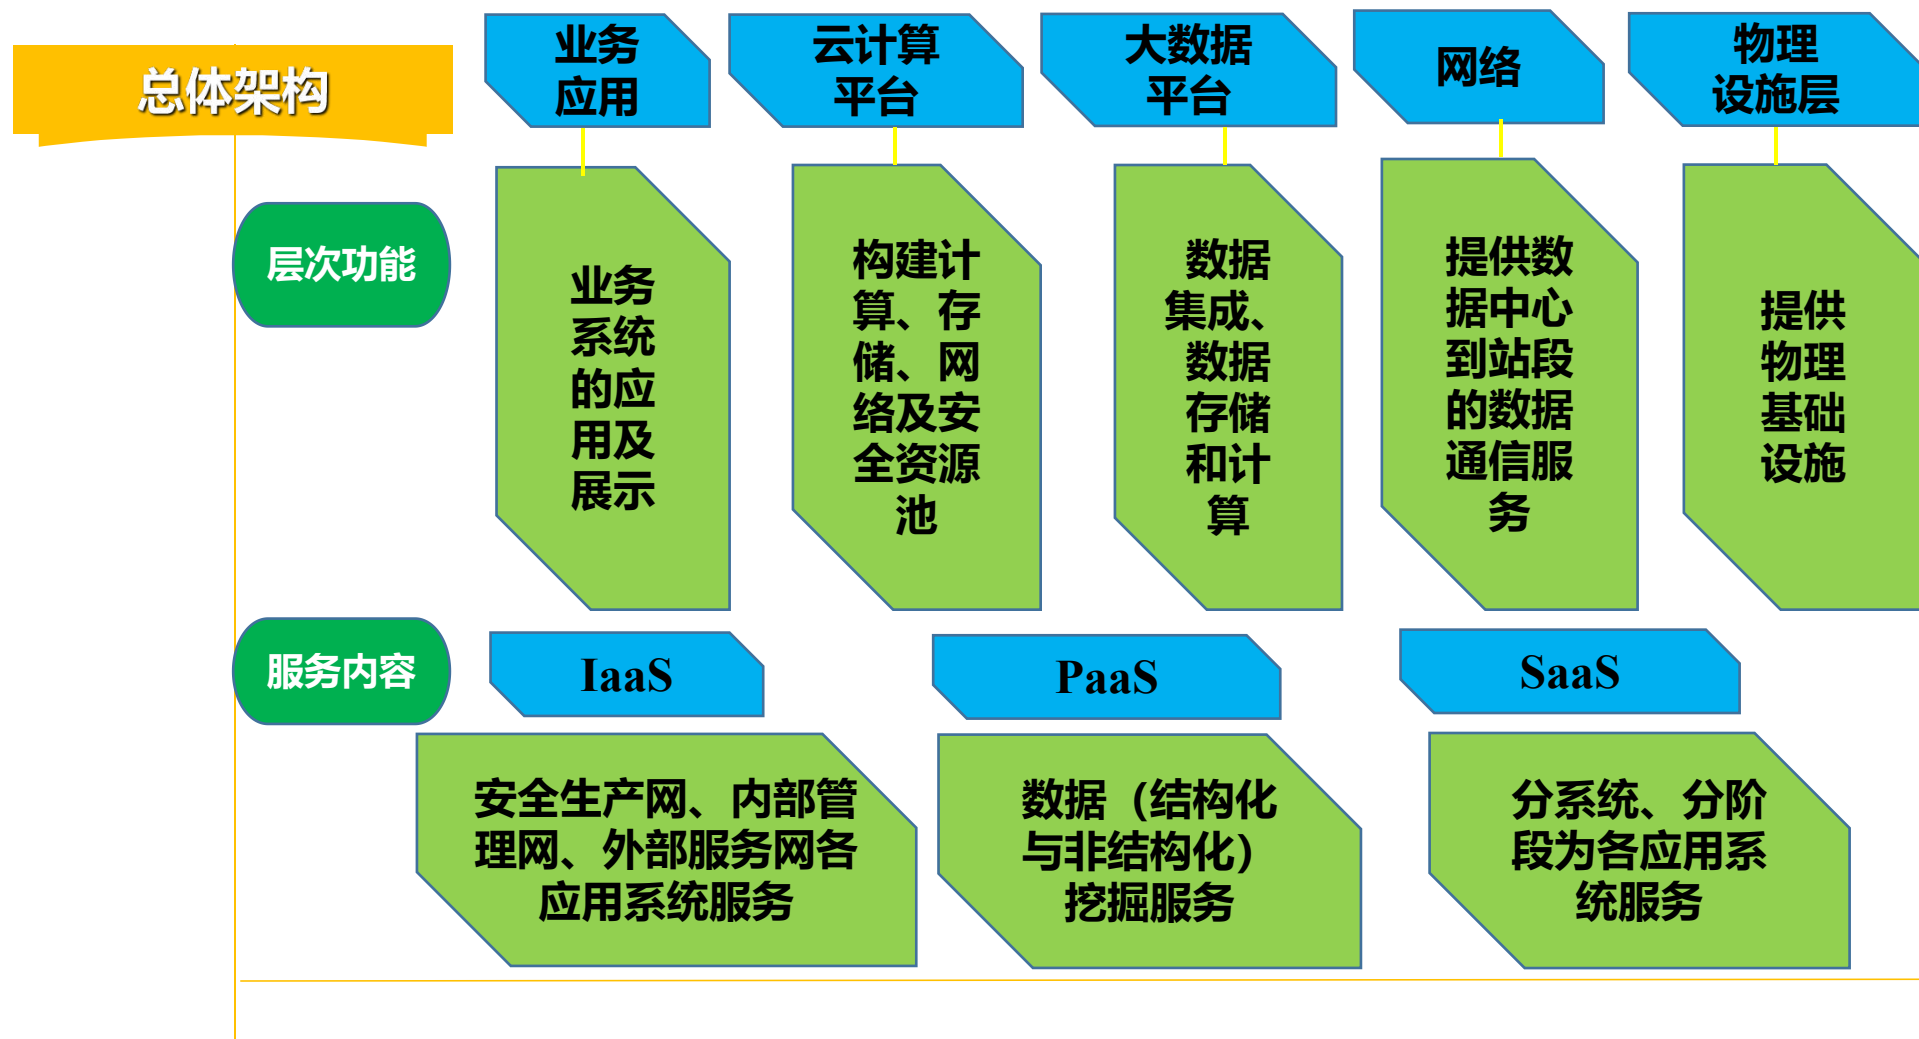 总体架构
业务
应用
云计算
平台
大数据
平台
网络
物理
设施层
层次功能
业务
系统
的应
用及
展示
构建计
算、存
储、网
络及安
全资源
池
数据
集成、
数据
存储
和计
算
提供数
据中心
到站段
的数据
通信服
务
提供
物理
基础
设施
服务内容
IaaS
PaaS
SaaS
安全生产网、内部管
理网、外部服务网各
应用系统服务
数据（结构化
与非结构化）
挖掘服务
分系统、分阶
段为各应用系
统服务